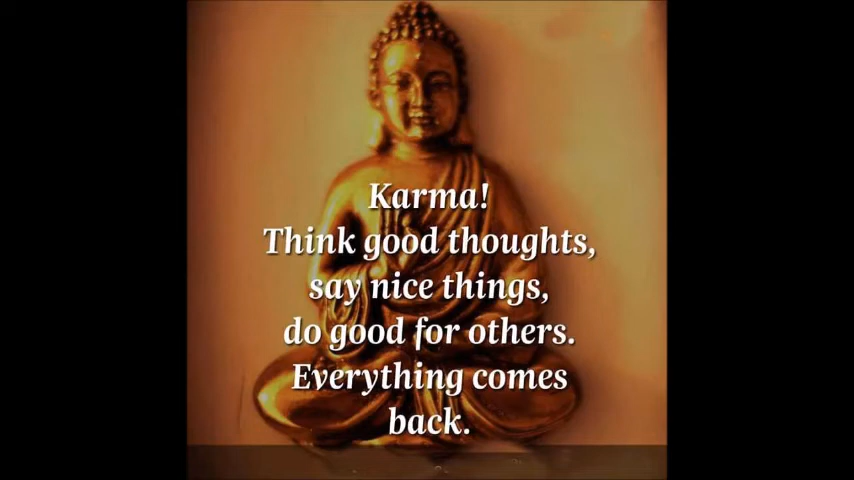 Karma!
Think good thoughts,
say nice things,
do good for others.
Everything comes
back.